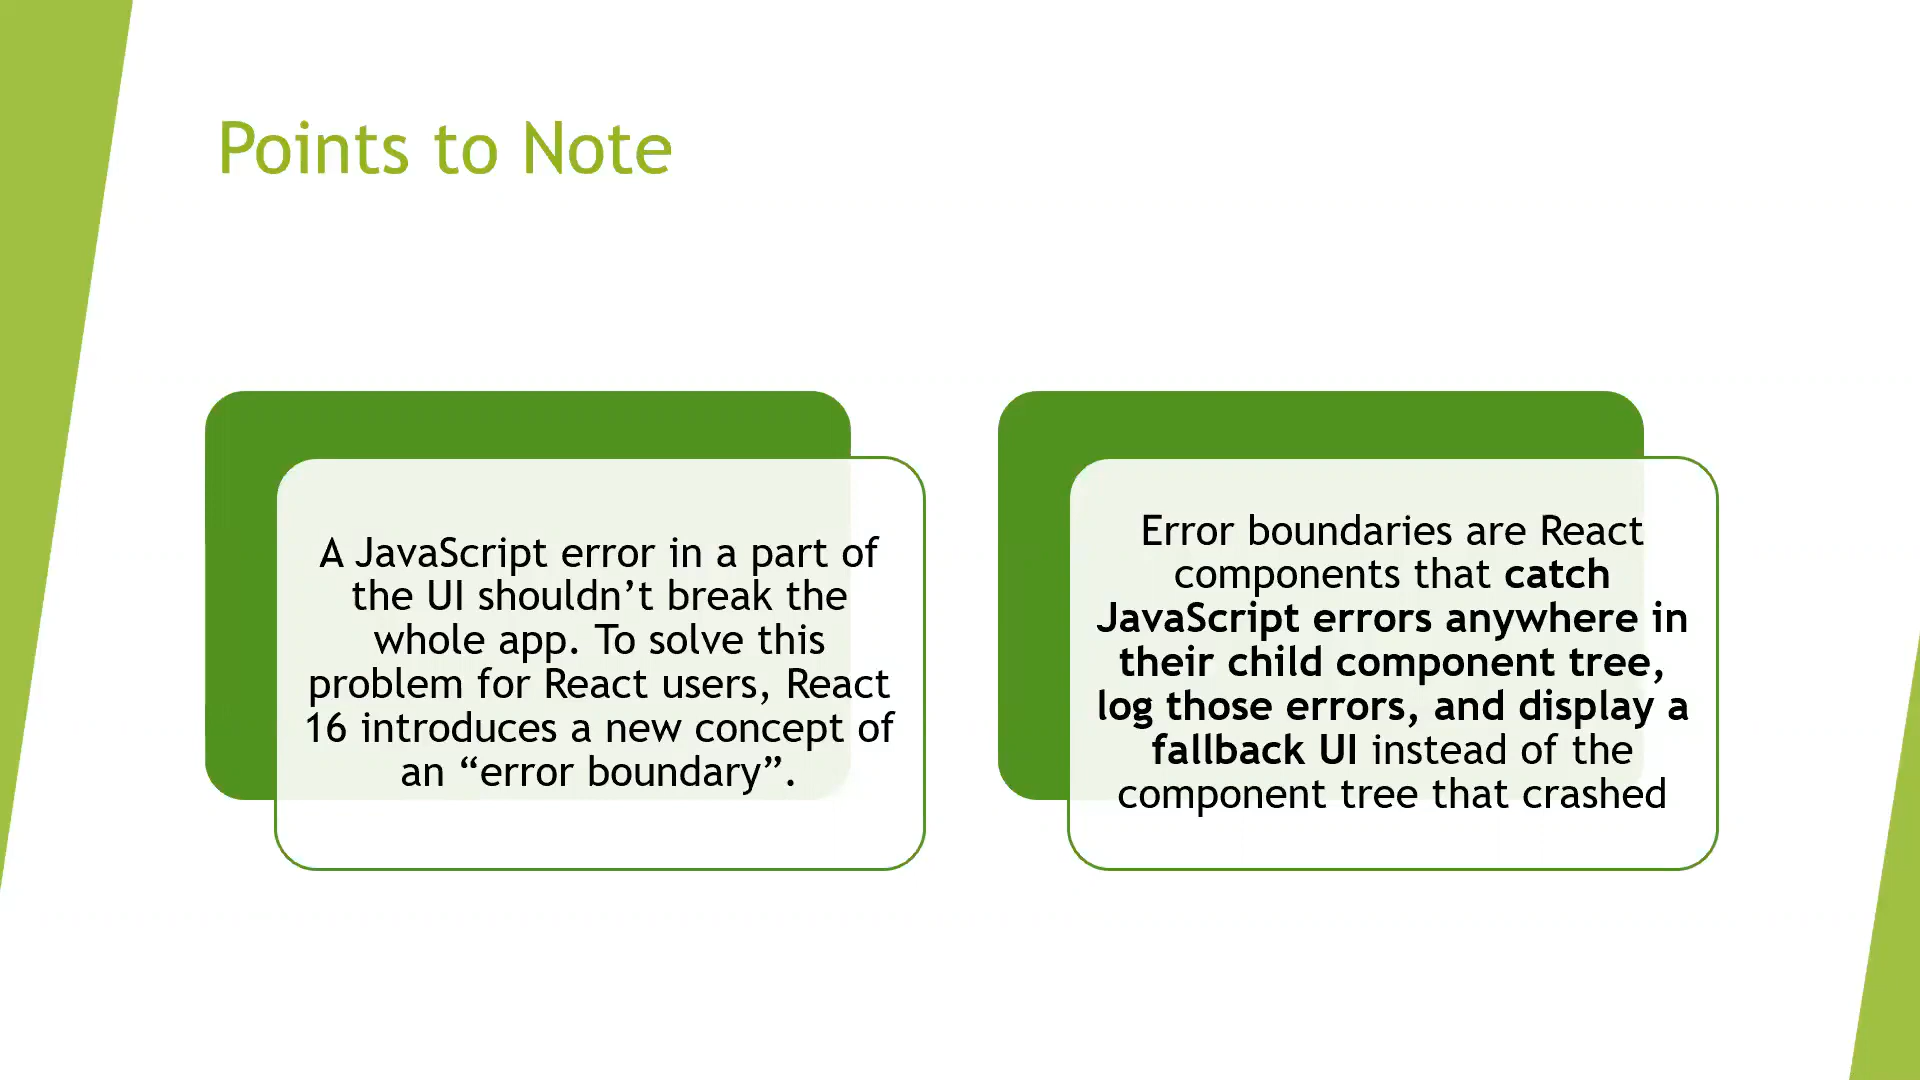 Points to Note
A JavaScript error in a part of
the UI shouldn’t break the
whole app. To solve this
problem for React users, React
16 introduces a new concept of
an “error boundary”.
Error boundaries are React
components that catch
JavaScript errors anywhere in
their child component tree,
log those errors, and display a
fallback UI instead of the
component tree that crashed